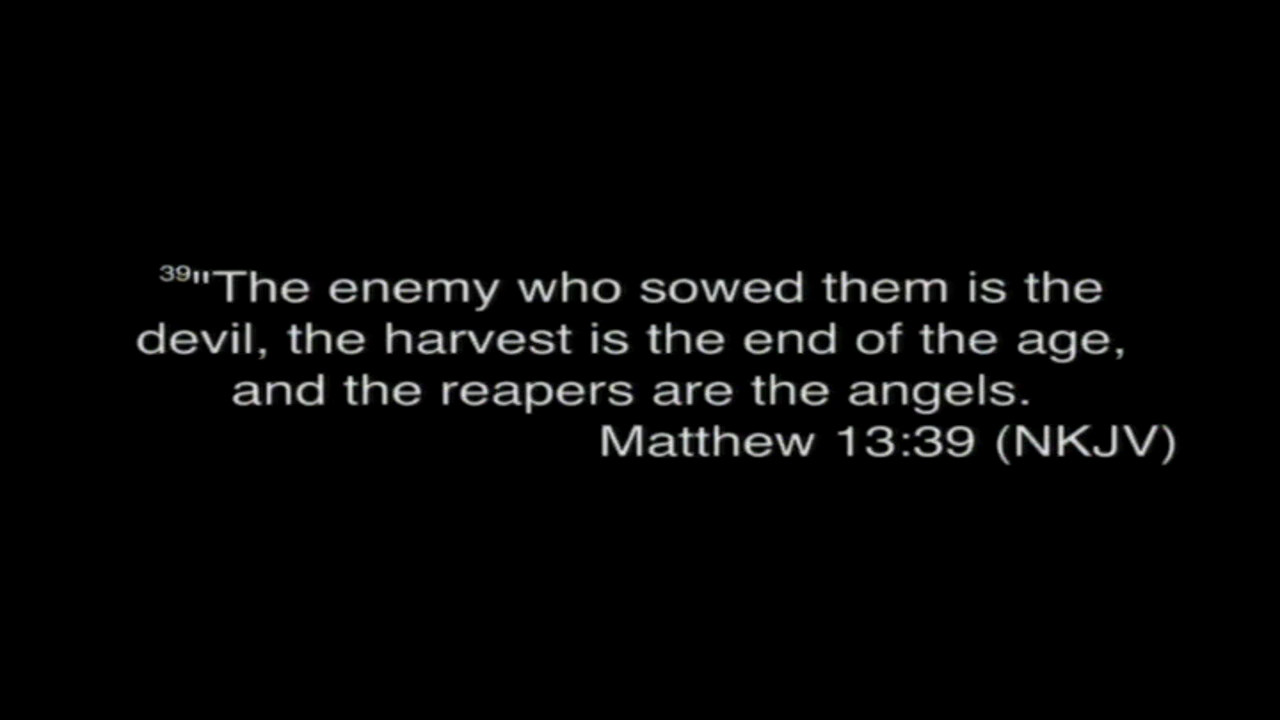 39"The enemy who sowed them is the
devil, the harvest is the end of the age,
and the reapers are the angels.
Matthew 13:39 (NKJV)